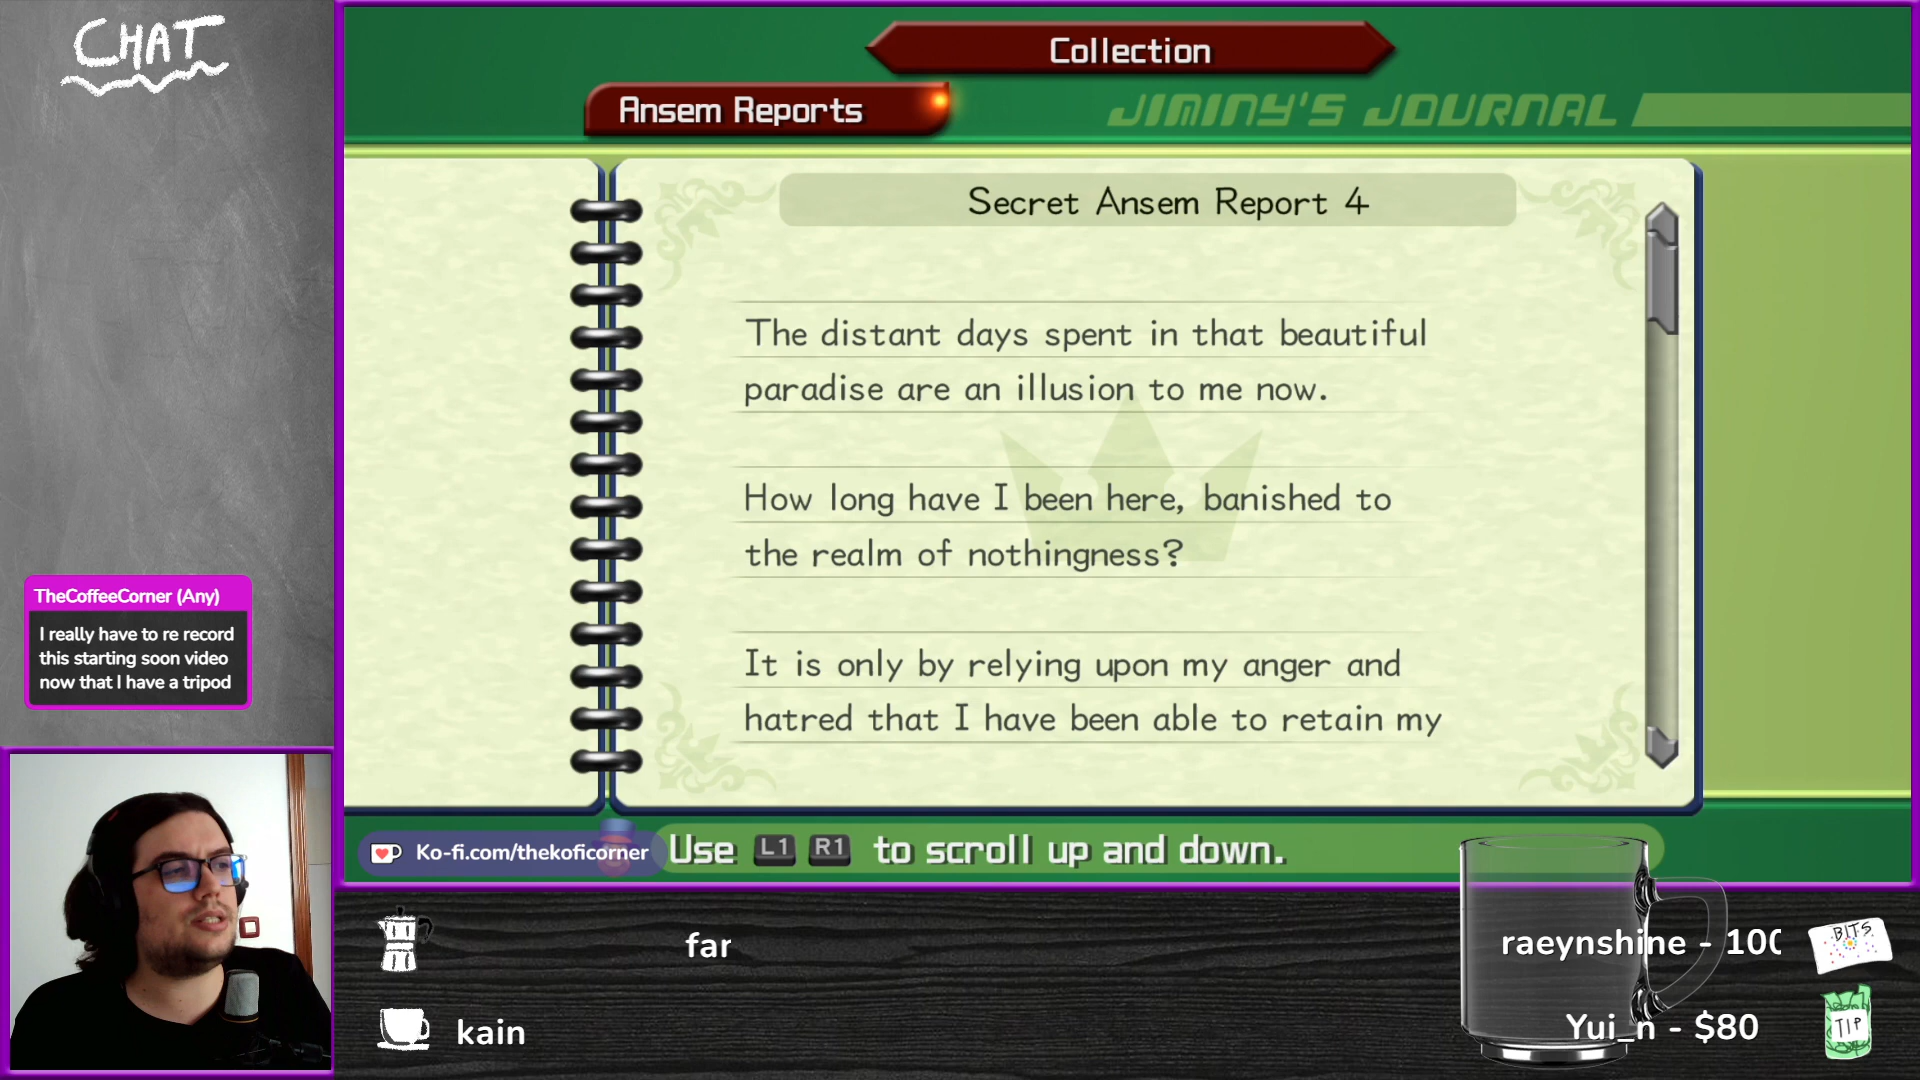 CHAT
Collection
Ansem Reports
JIMINY'S JOURNAL
Secret Ansem Report 4
The distant days spent in that beautiful
paradise are an illusion to me now.
How long have I been here, banished to
the realm of nothingness?
It is only by relying upon my anger and
hatred that I have been able to retain my
TheCoffeeCorner (Any)
I really have to re record
this starting soon video
now that I have a tripod
Ko-fi.com/thekoficorner
Use L1 R1 to scroll up and down.
far
raeynshine - 100
BITS
kain
Yui_n - $80
TIP